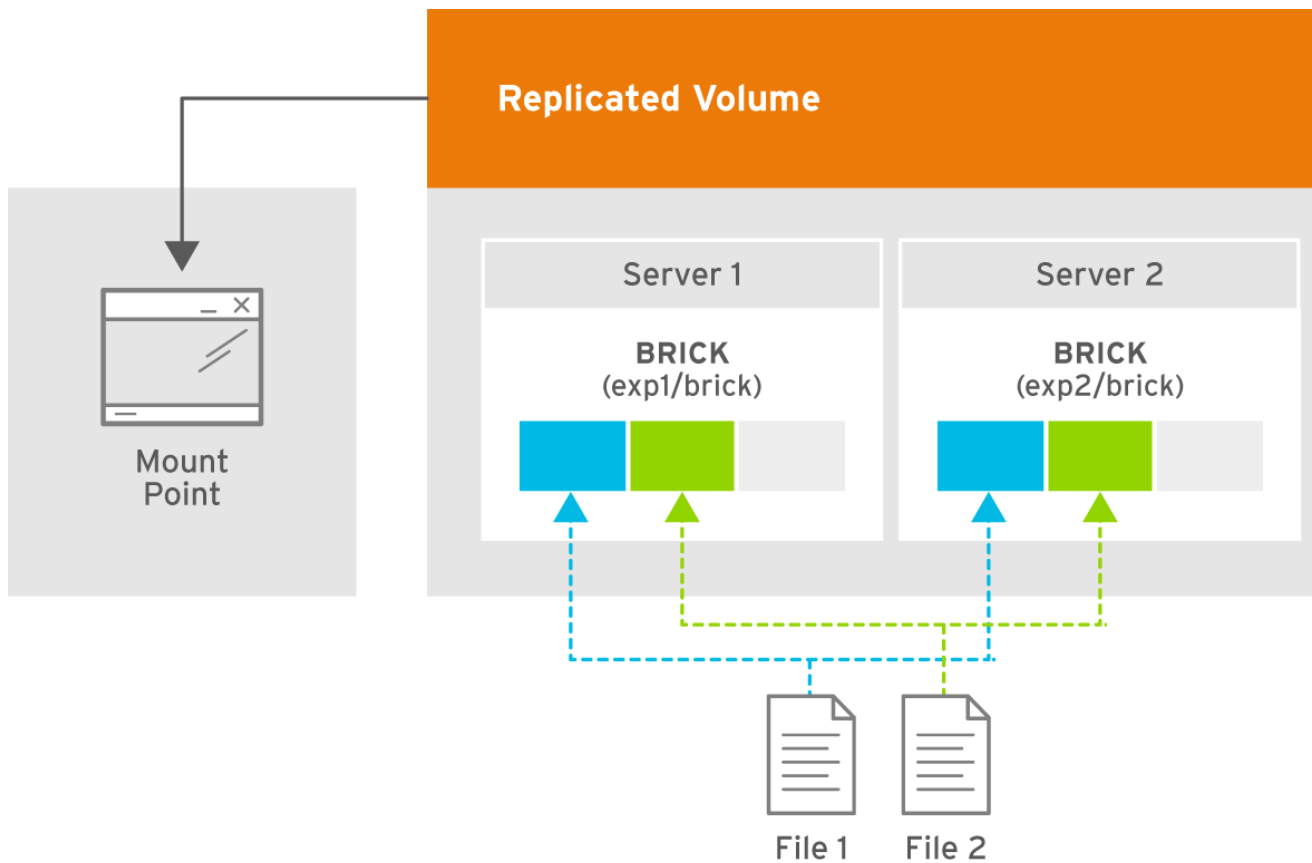 Replicated Volume
Server 1
Server 2
BRICK
(exp1/brick)
BRICK
(exp2/brick)
Mount
Point
File 1
File 2